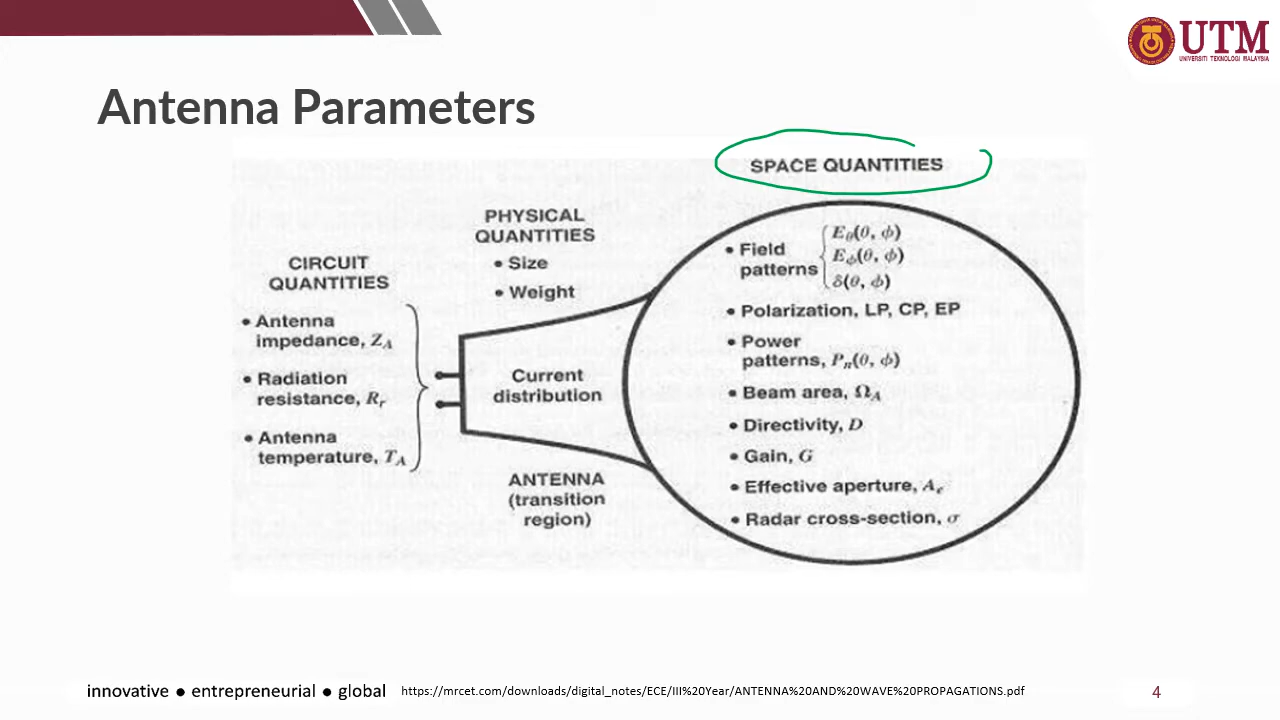 UTM
UNIVERSITI TEKNOLOGI MALAYSIA
Antenna Parameters
SPACE QUANTITIES
PHYSICAL
QUANTITIES
• Size
• Weight
CIRCUIT
QUANTITIES
• Antenna
impedance, Z_A
• Radiation
resistance, R_r
• Antenna
temperature, T_A
Current
distribution
ANTENNA
(transition
region)
• Field
patterns
E_θ(θ, ϕ)
E_ϕ(θ, ϕ)
δ(θ, ϕ)
• Polarization, LP, CP, EP
• Power
patterns, P_n(θ, ϕ)
• Beam area, Ω_A
• Directivity, D
• Gain, G
• Effective aperture, A_e
• Radar cross-section, σ
innovative ● entrepreneurial ● global
https://mrcet.com/downloads/digital_notes/ECE/III%20Year/ANTENNA%20AND%20WAVE%20PROPAGATIONS.pdf
4